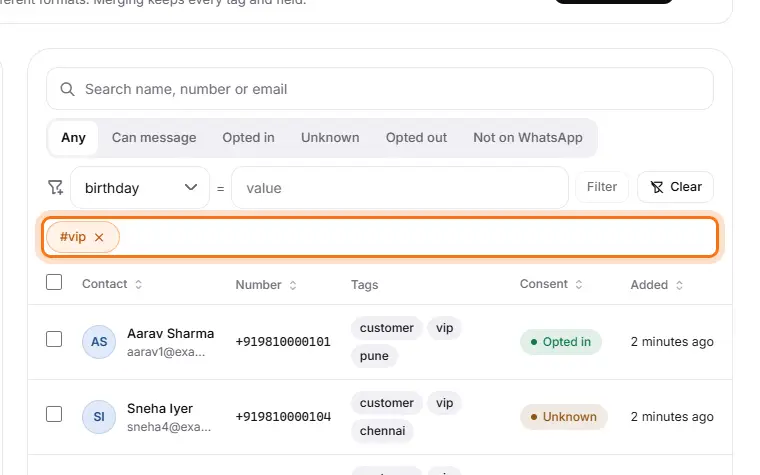 erent formats. Merging keeps every tag and field.
Search name, number or email
Any Can message Opted in Unknown Opted out Not on WhatsApp
birthday = value Filter Clear
#vip ×
Contact Number Tags Consent Added
AS Aarav Sharma aarav1@exa... +919810000101 customer vip pune Opted in 2 minutes ago
SI Sneha Iyer sneha4@exa... +919810000104 customer vip chennai Unknown 2 minutes ago